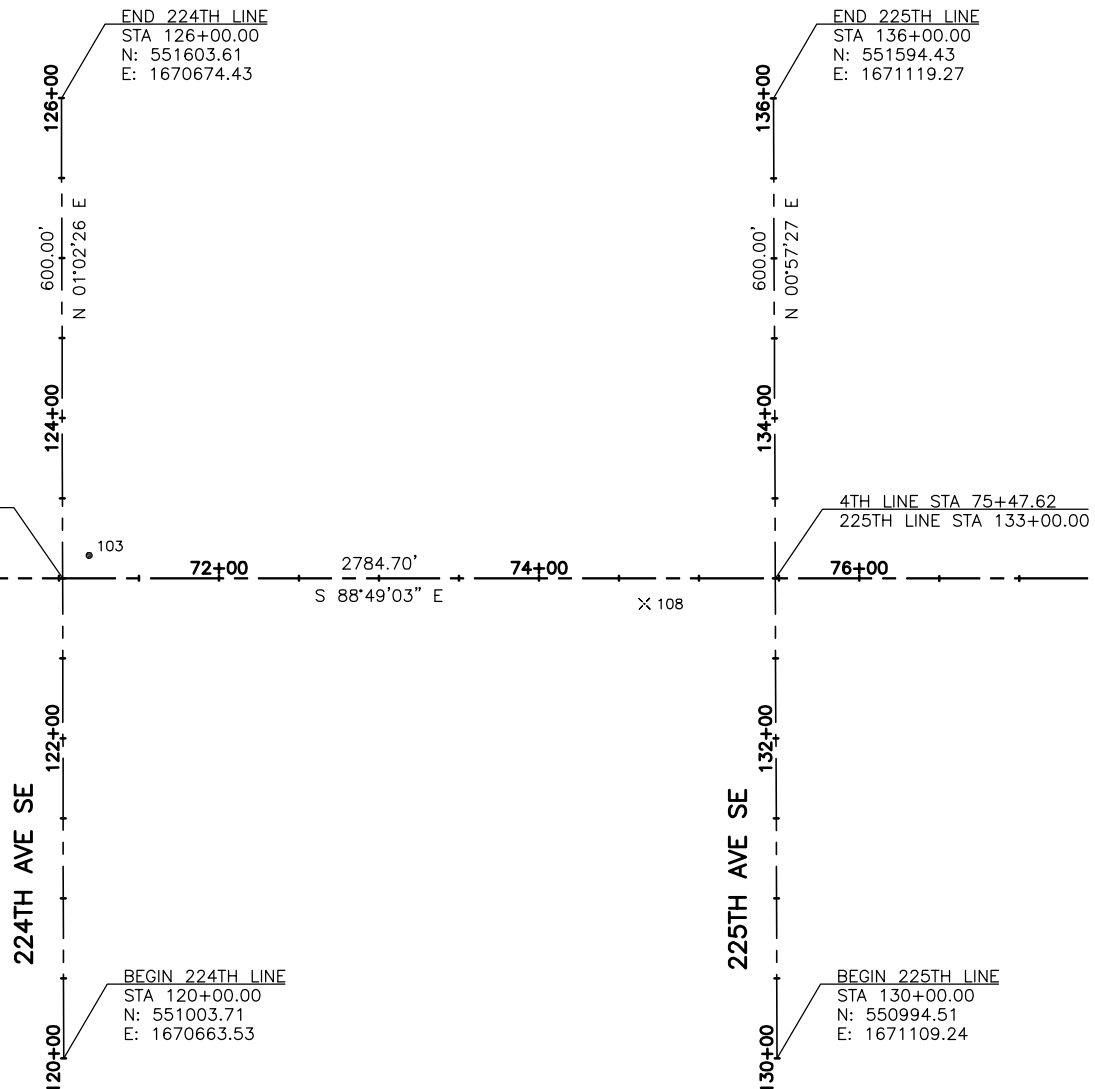 END 224TH LINE
STA 126+00.00
N: 551603.61
E: 1670674.43
END 225TH LINE
STA 136+00.00
N: 551594.43
E: 1671119.27
126+00
136+00
600.00'
N 01°02'26 E
600.00'
N 00°57'27 E
124+00
134+00
4TH LINE STA 75+47.62
225TH LINE STA 133+00.00
103
72+00
2784.70'
74+00
76+00
S 88°49'03" E
108
122+00
132+00
224TH AVE SE
225TH AVE SE
BEGIN 224TH LINE
STA 120+00.00
N: 551003.71
E: 1670663.53
BEGIN 225TH LINE
STA 130+00.00
N: 550994.51
E: 1671109.24
120+00
130+00